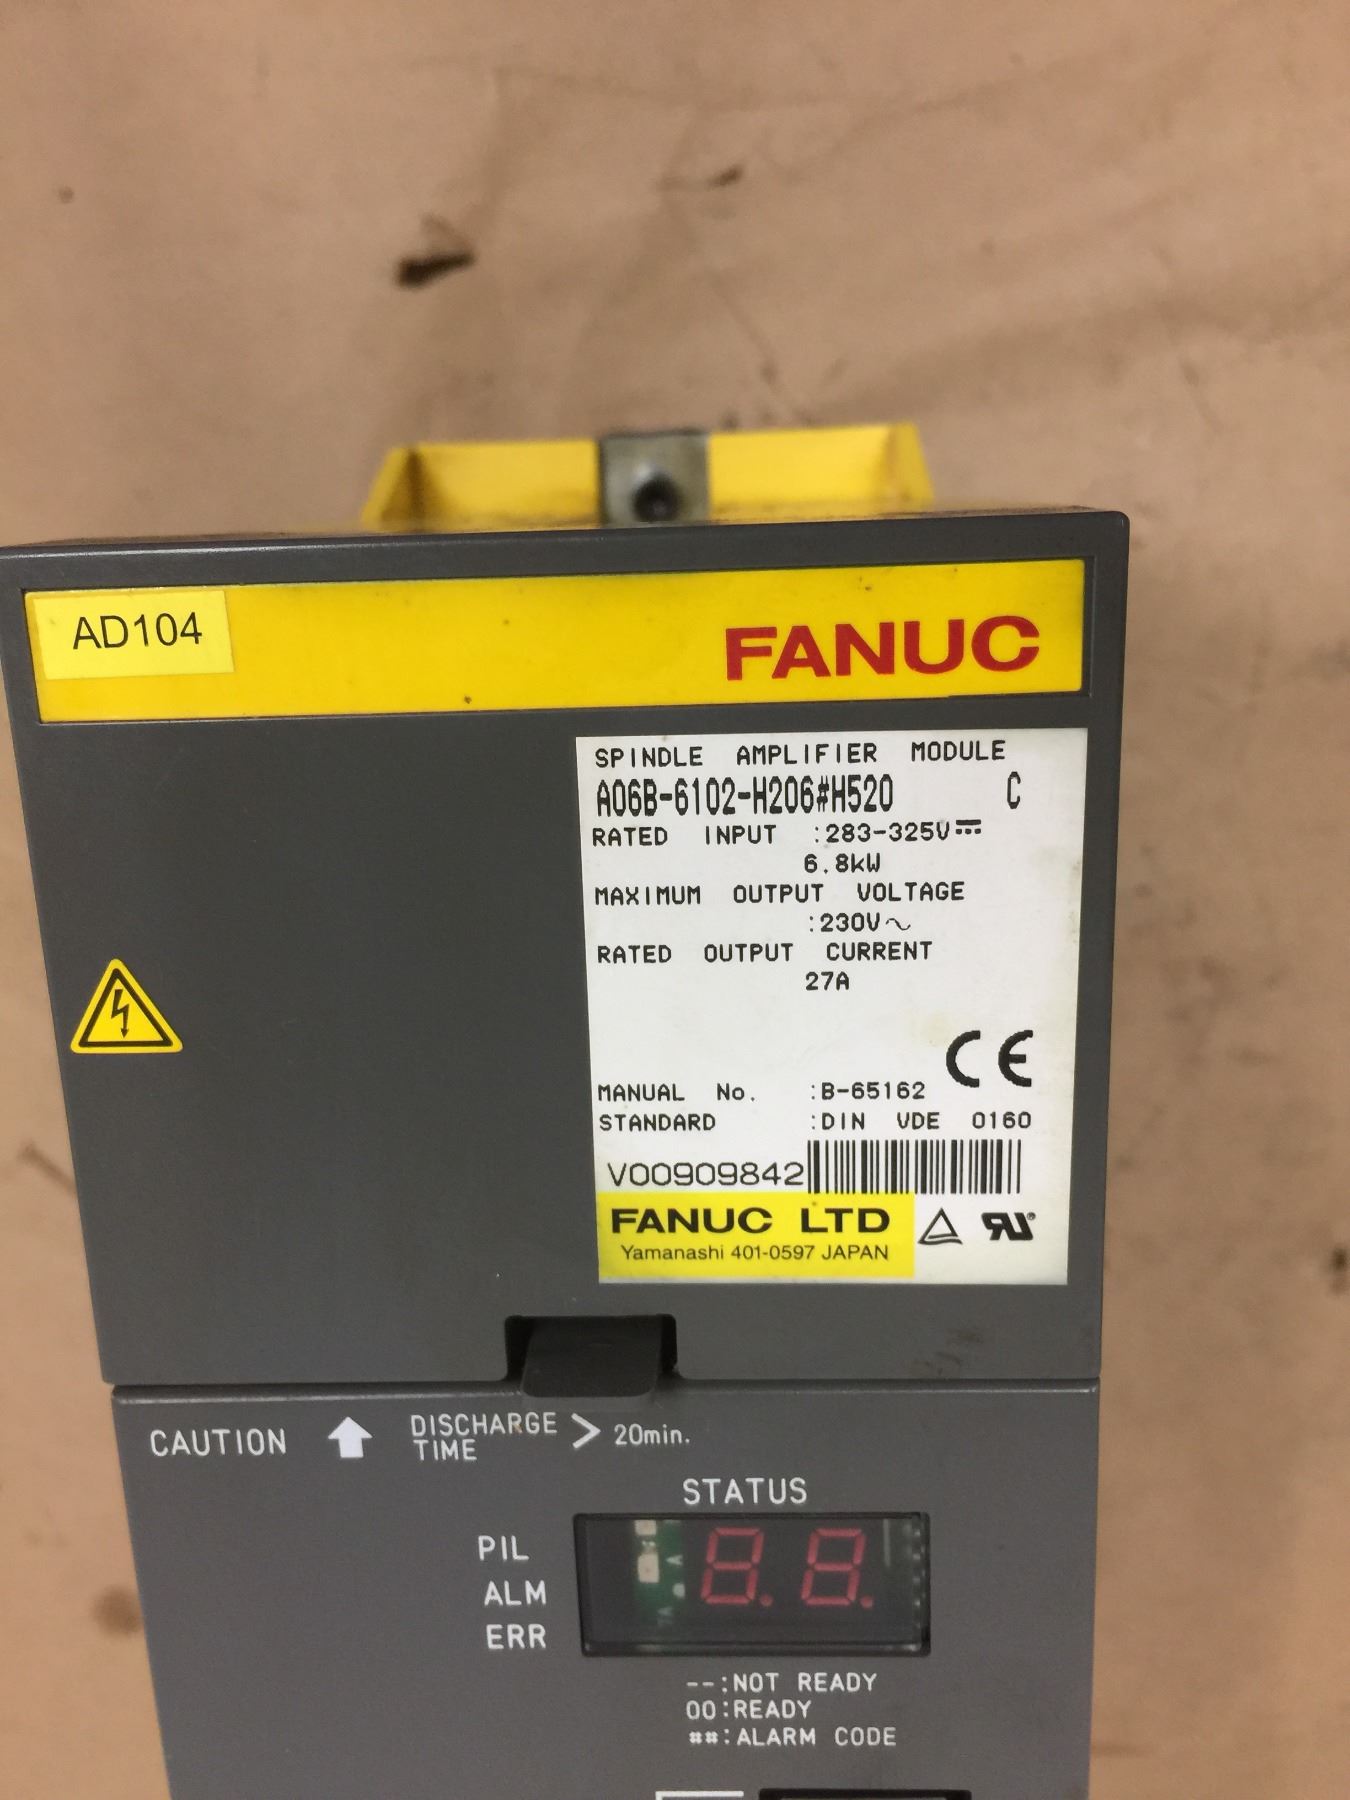 AD104
FANUC
SPINDLE AMPLIFIER MODULE
A06B-6102-H206#H520 C
RATED INPUT :283-325V⎓
6.8kW
MAXIMUM OUTPUT VOLTAGE
:230V~
RATED OUTPUT CURRENT
27A
CE
MANUAL No. :B-65162
STANDARD :DIN VDE 0160
V00909842
FANUC LTD
Yamanashi 401-0597 JAPAN
CAUTION DISCHARGE TIME > 20min.
STATUS
PIL
ALM
ERR
8.8.
--:NOT READY
00:READY
##:ALARM CODE